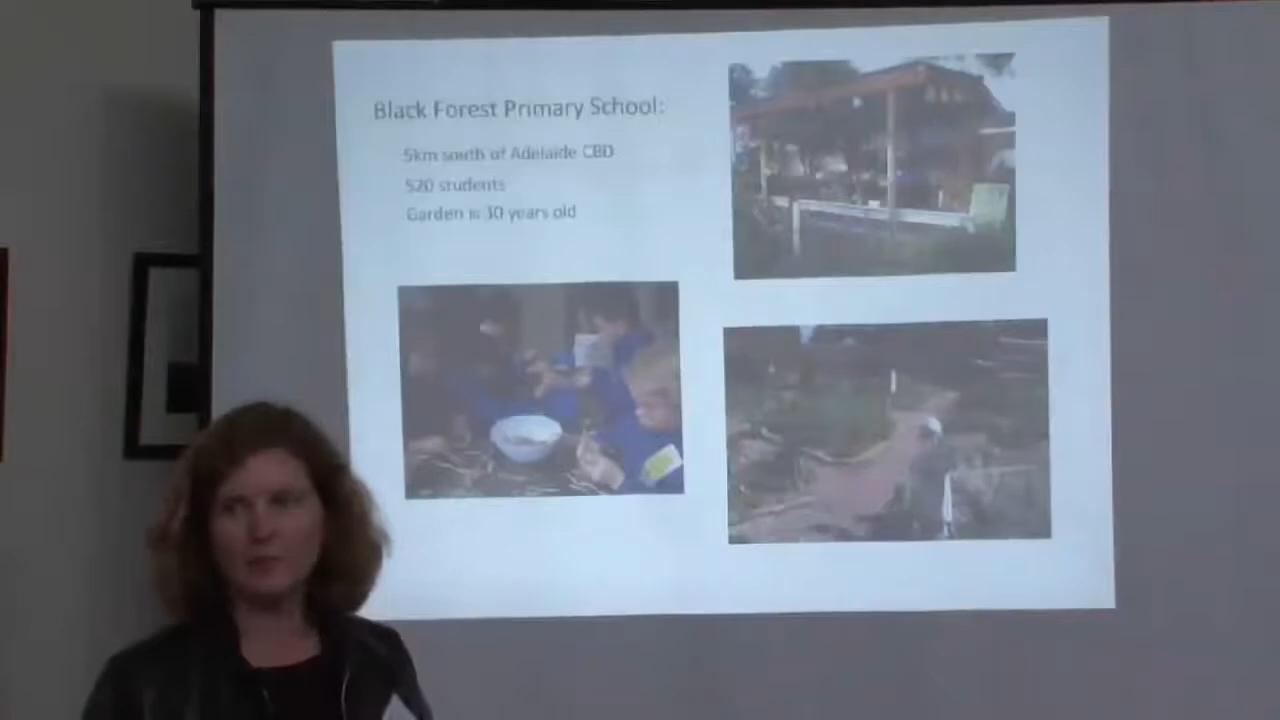 Black Forest Primary School:
5km south of Adelaide CBD
520 students
Garden is 30 years old